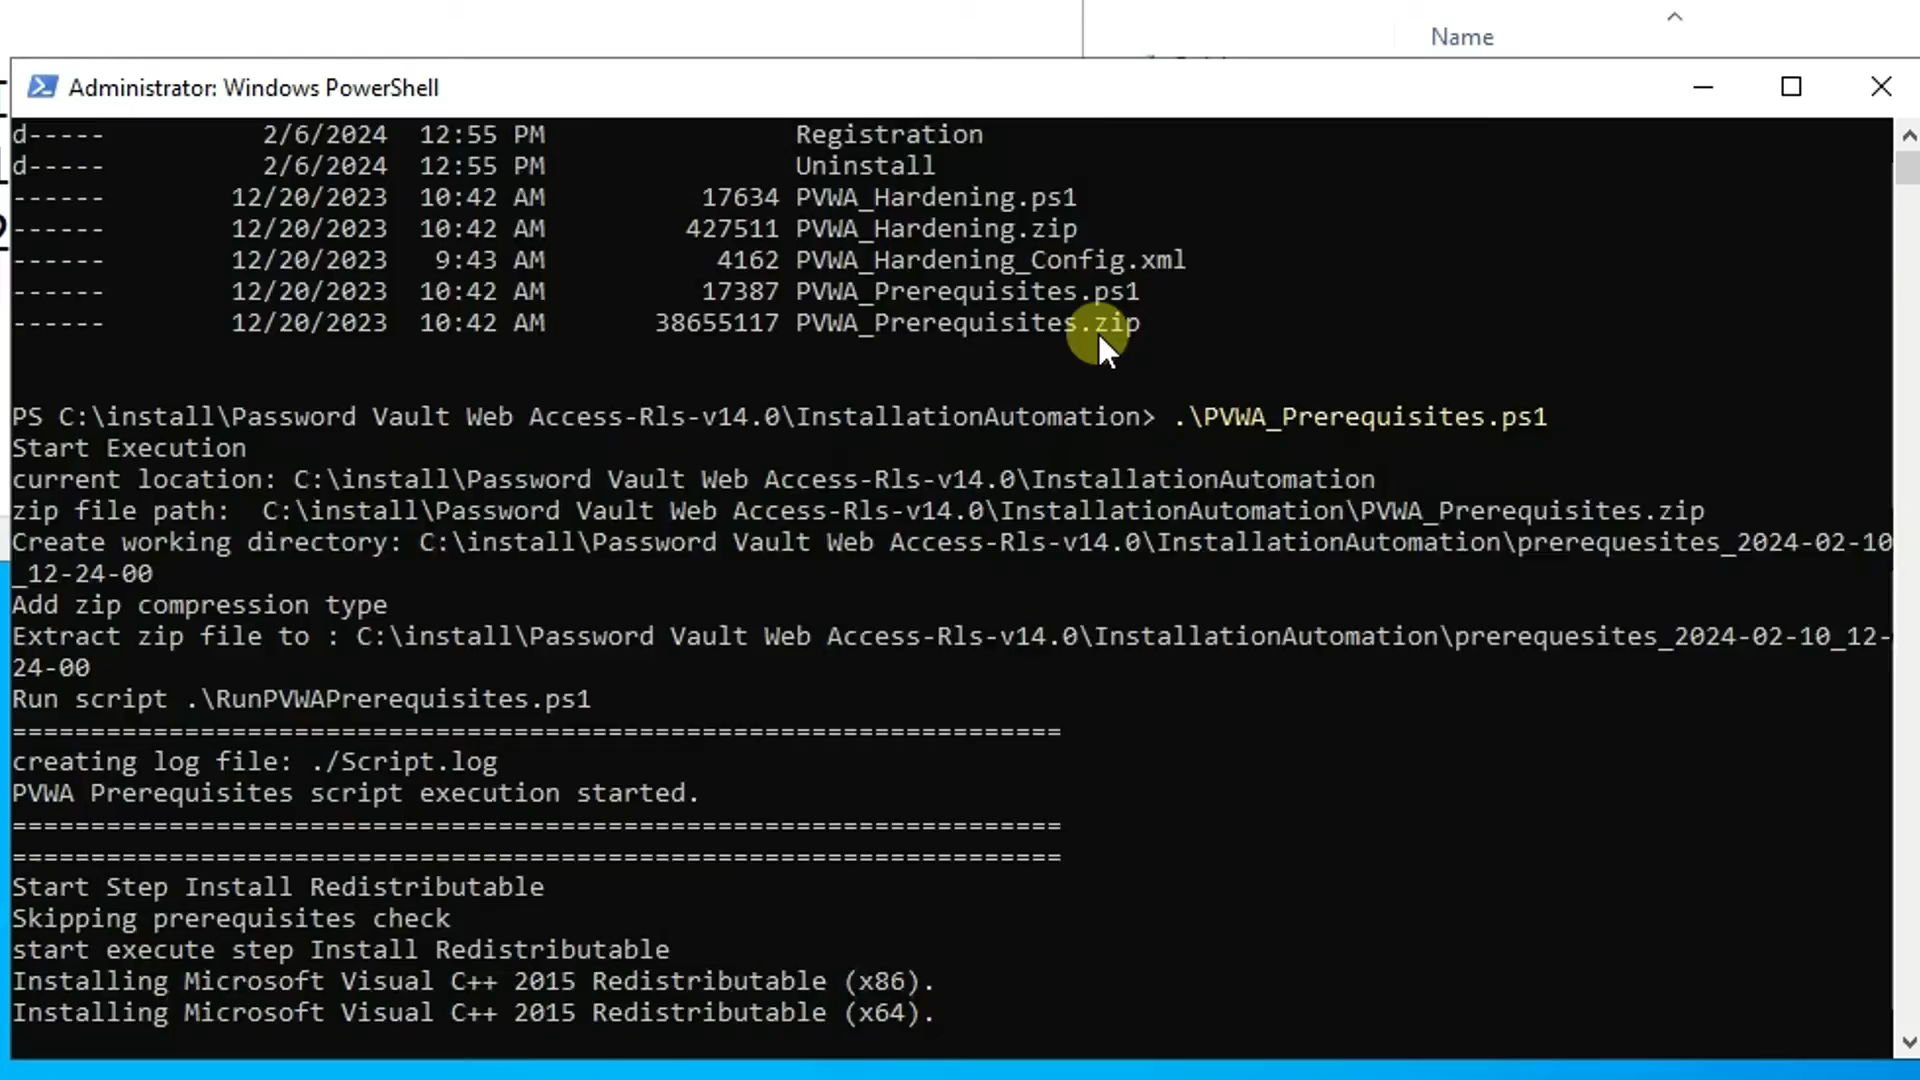 Name
Administrator: Windows PowerShell
d----- 2/6/2024 12:55 PM Registration
d----- 2/6/2024 12:55 PM Uninstall
------ 12/20/2023 10:42 AM 17634 PVWA_Hardening.ps1
------ 12/20/2023 10:42 AM 427511 PVWA_Hardening.zip
------ 12/20/2023 9:43 AM 4162 PVWA_Hardening_Config.xml
------ 12/20/2023 10:42 AM 17387 PVWA_Prerequisites.ps1
------ 12/20/2023 10:42 AM 38655117 PVWA_Prerequisites.zip
PS C:\install\Password Vault Web Access-Rls-v14.0\InstallationAutomation> .\PVWA_Prerequisites.ps1
Start Execution
current location: C:\install\Password Vault Web Access-Rls-v14.0\InstallationAutomation
zip file path:  C:\install\Password Vault Web Access-Rls-v14.0\InstallationAutomation\PVWA_Prerequisites.zip
Create working directory: C:\install\Password Vault Web Access-Rls-v14.0\InstallationAutomation\prerequesites_2024-02-10
_12-24-00
Add zip compression type
Extract zip file to : C:\install\Password Vault Web Access-Rls-v14.0\InstallationAutomation\prerequesites_2024-02-10_12-
24-00
Run script .\RunPVWAPrerequisites.ps1
===================================================================
creating log file: ./Script.log
PVWA Prerequisites script execution started.
===================================================================
===================================================================
Start Step Install Redistributable
Skipping prerequisites check
start execute step Install Redistributable
Installing Microsoft Visual C++ 2015 Redistributable (x86).
Installing Microsoft Visual C++ 2015 Redistributable (x64).